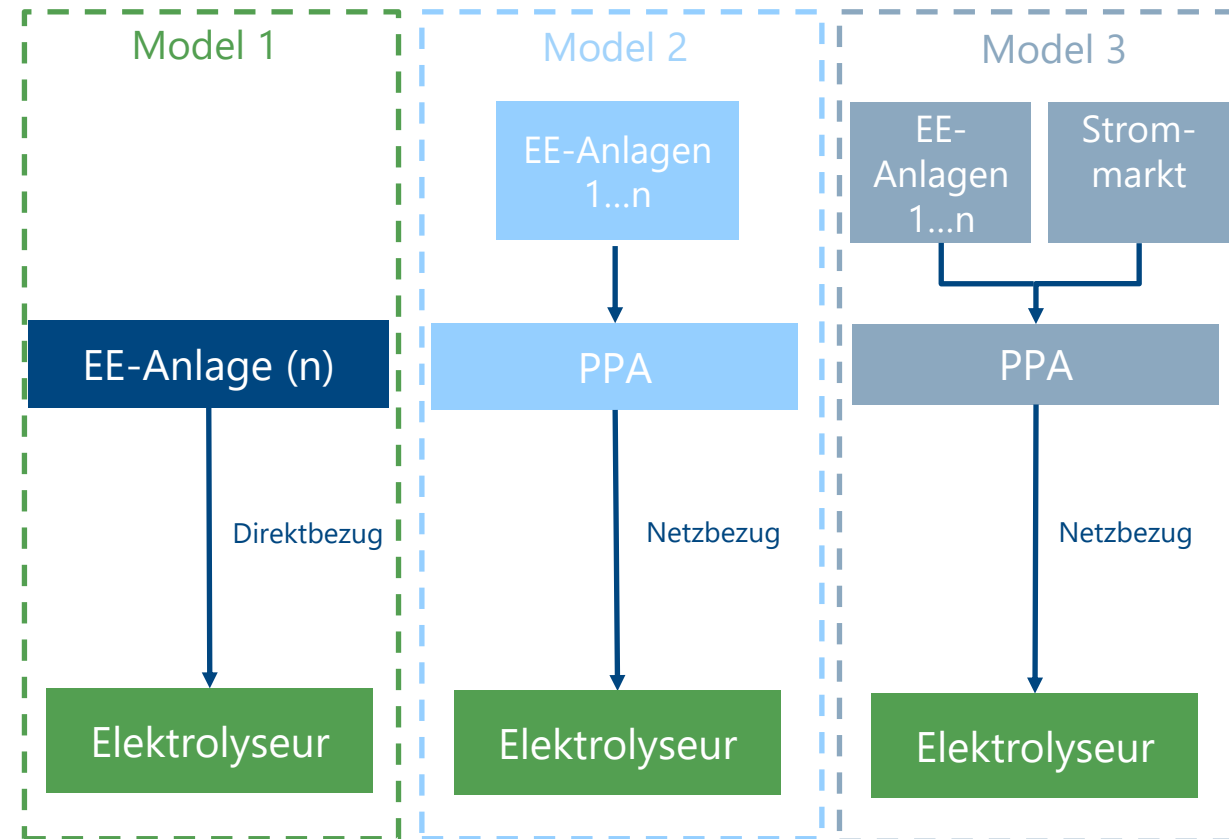 Model 1
EE-Anlage (n)
Direktbezug
Elektrolyseur
Model 2
EE-Anlagen
1...n
PPA
Netzbezug
Elektrolyseur
Model 3
EE-
Anlagen
1...n
Strom-
markt
PPA
Netzbezug
Elektrolyseur